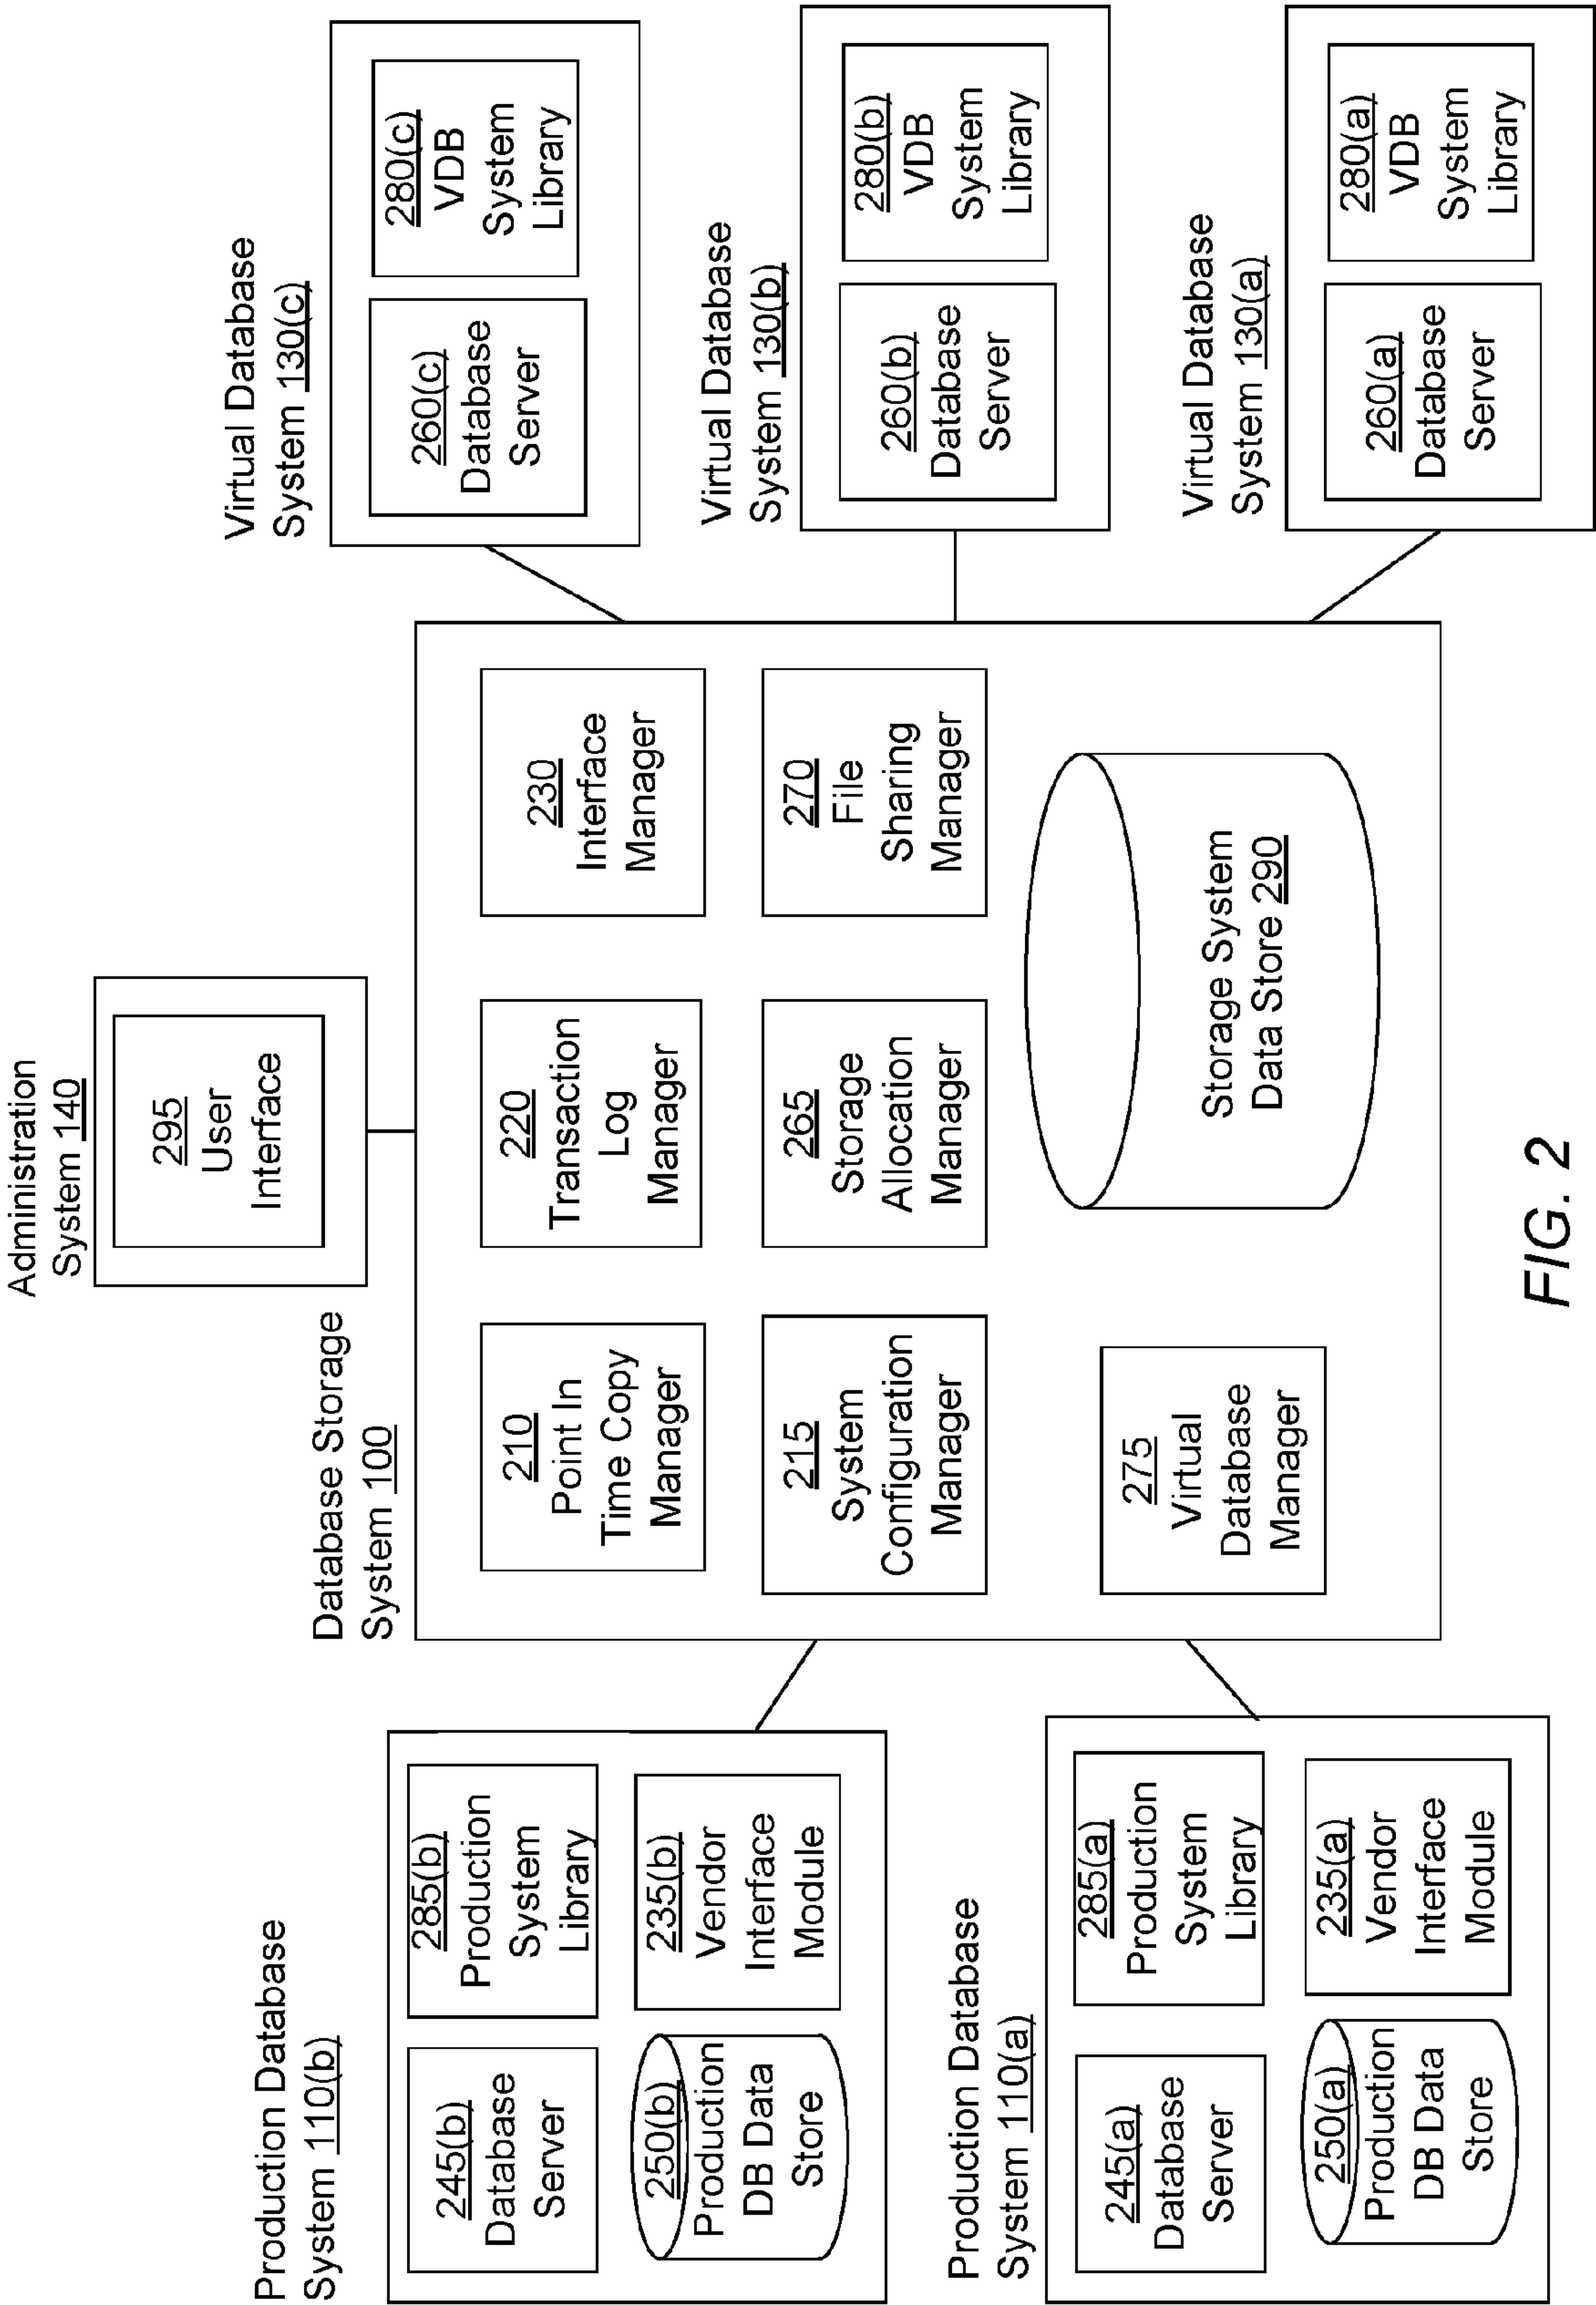 Administration
System 140
295
User
Interface
Production Database
System 110(b)
245(b)
Database
Server
285(b)
Production
System
Library
250(b)
Production
DB Data
Store
235(b)
Vendor
Interface
Module
Production Database
System 110(a)
245(a)
Database
Server
285(a)
Production
System
Library
250(a)
Production
DB Data
Store
235(a)
Vendor
Interface
Module
Database Storage
System 100
210
Point In
Time Copy
Manager
220
Transaction
Log
Manager
230
Interface
Manager
215
System
Configuration
Manager
265
Storage
Allocation
Manager
270
File
Sharing
Manager
275
Virtual
Database
Manager
Storage System
Data Store 290
Virtual Database
System 130(c)
260(c)
Database
Server
280(c)
VDB
System
Library
Virtual Database
System 130(b)
260(b)
Database
Server
280(b)
VDB
System
Library
Virtual Database
System 130(a)
260(a)
Database
Server
280(a)
VDB
System
Library
FIG. 2